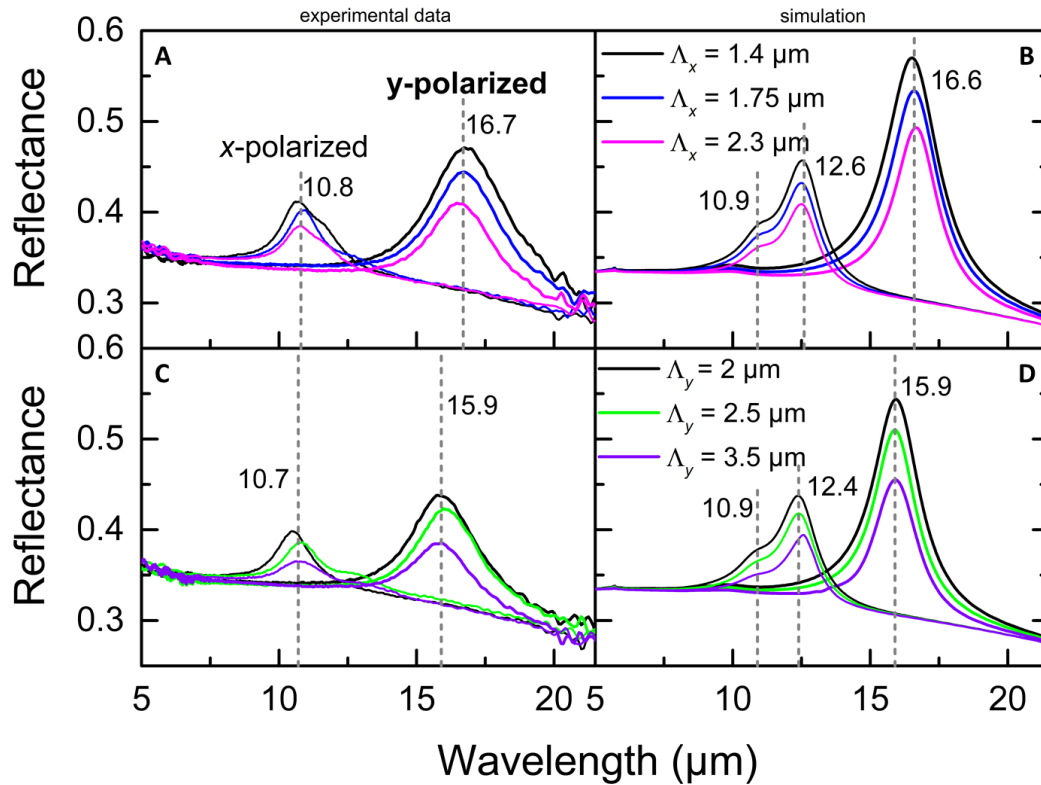 experimental data
simulation
0.6
A
y-polarized
x-polarized
16.7
10.8
0.5
Reflectance
0.4
0.3
B
Λx = 1.4 μm
Λx = 1.75 μm
Λx = 2.3 μm
16.6
12.6
10.9
0.6
C
15.9
10.7
0.5
Reflectance
0.4
0.3
D
Λy = 2 μm
Λy = 2.5 μm
Λy = 3.5 μm
15.9
12.4
10.9
5 10 15 20 5 10 15 20
Wavelength (μm)